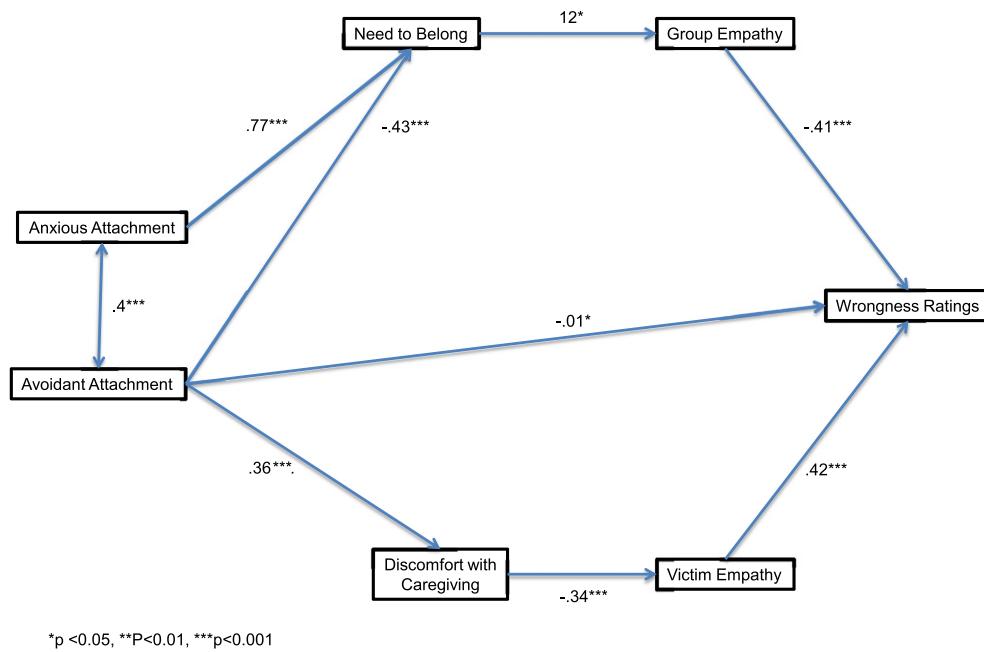 Need to Belong
12*
Group Empathy
.77***
-.43***
-.41***
Anxious Attachment
.4***
Wrongness Ratings
-.01*
Avoidant Attachment
.36***.
.42***
Discomfort with
Caregiving
-.34***
Victim Empathy
*p <0.05, **P<0.01, ***p<0.001